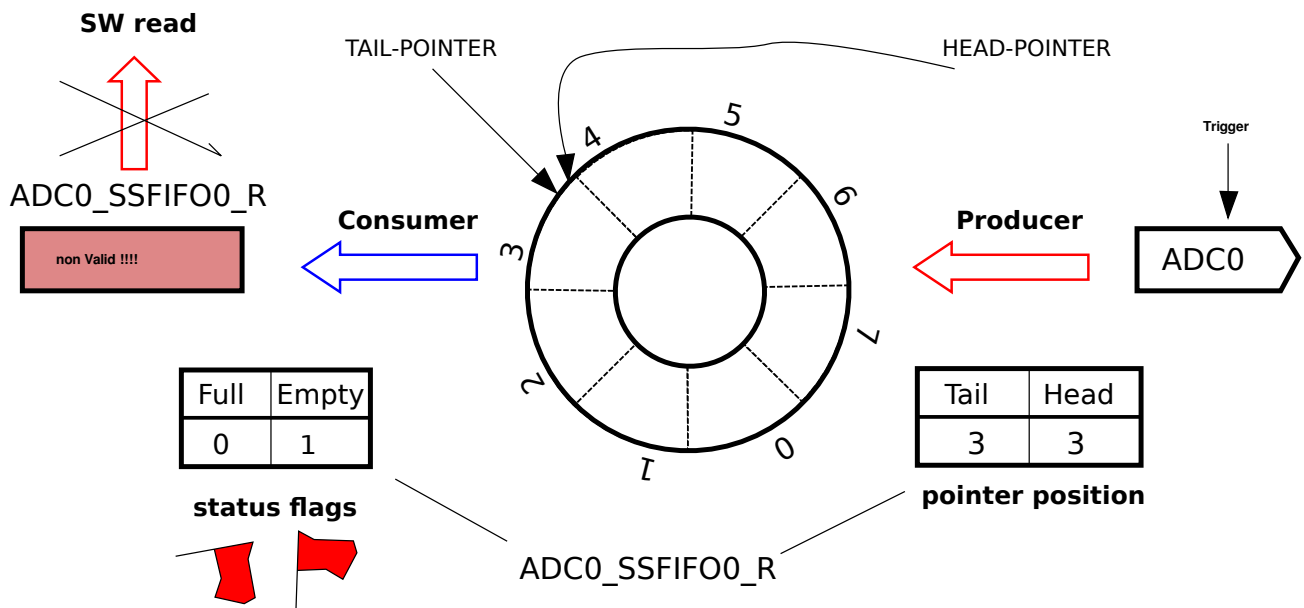 SW read
TAIL-POINTER
HEAD-POINTER
Trigger
ADC0_SSFIFO0_R
non Valid !!!!
Consumer
Producer
ADC0
4
5
6
3
7
2
1
0
Full Empty
0 1
status flags
Tail Head
3 3
pointer position
ADC0_SSFIFO0_R